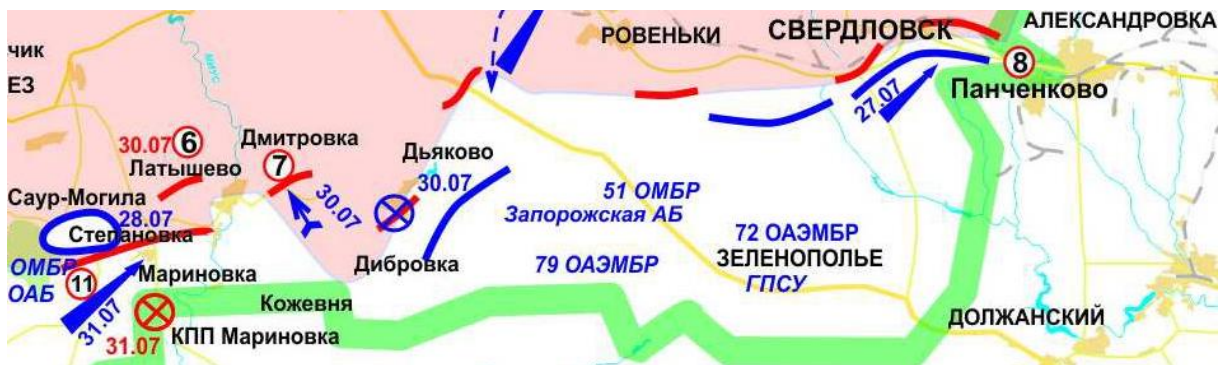 АЛЕКСАНДРОВКА
СВЕРДЛОВСК
РОВЕНЬКИ
чик
ЕЗ
МИУС
8
Панченково
27.07
30.07
6
Дмитровка
7
Латышево
Дьяково
30.07
30.07
Саур-Могила
28.07
Степановка
51 ОМБР
Запорожская АБ
72 ОАЭМБР
ЗЕЛЕНОПОЛЬЕ
ГПСУ
79 ОАЭМБР
Дибровка
ОМБР
ОАБ
11
Мариновка
31.07
Кожевня
КПП Мариновка
31.07
ДОЛЖАНСКИЙ